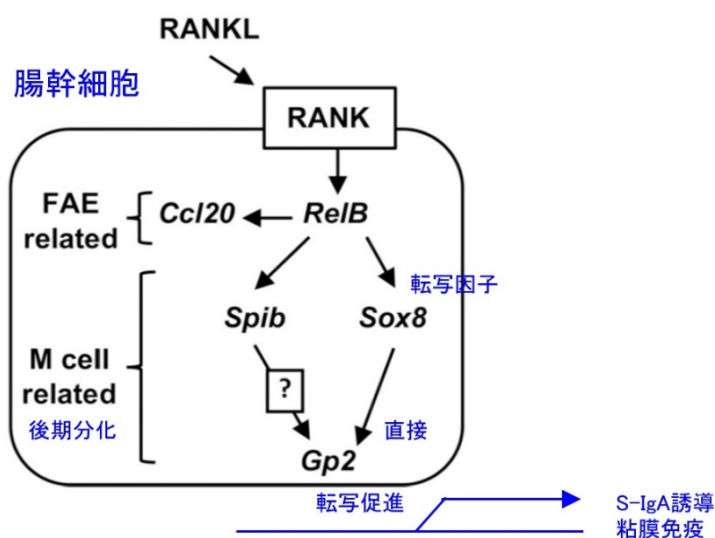 RANKL
腸幹細胞
RANK
FAE
related
Ccl20
RelB
転写因子
Spib
Sox8
M cell
related
後期分化
?
直接
Gp2
転写促進
S-IgA誘導
粘膜免疫